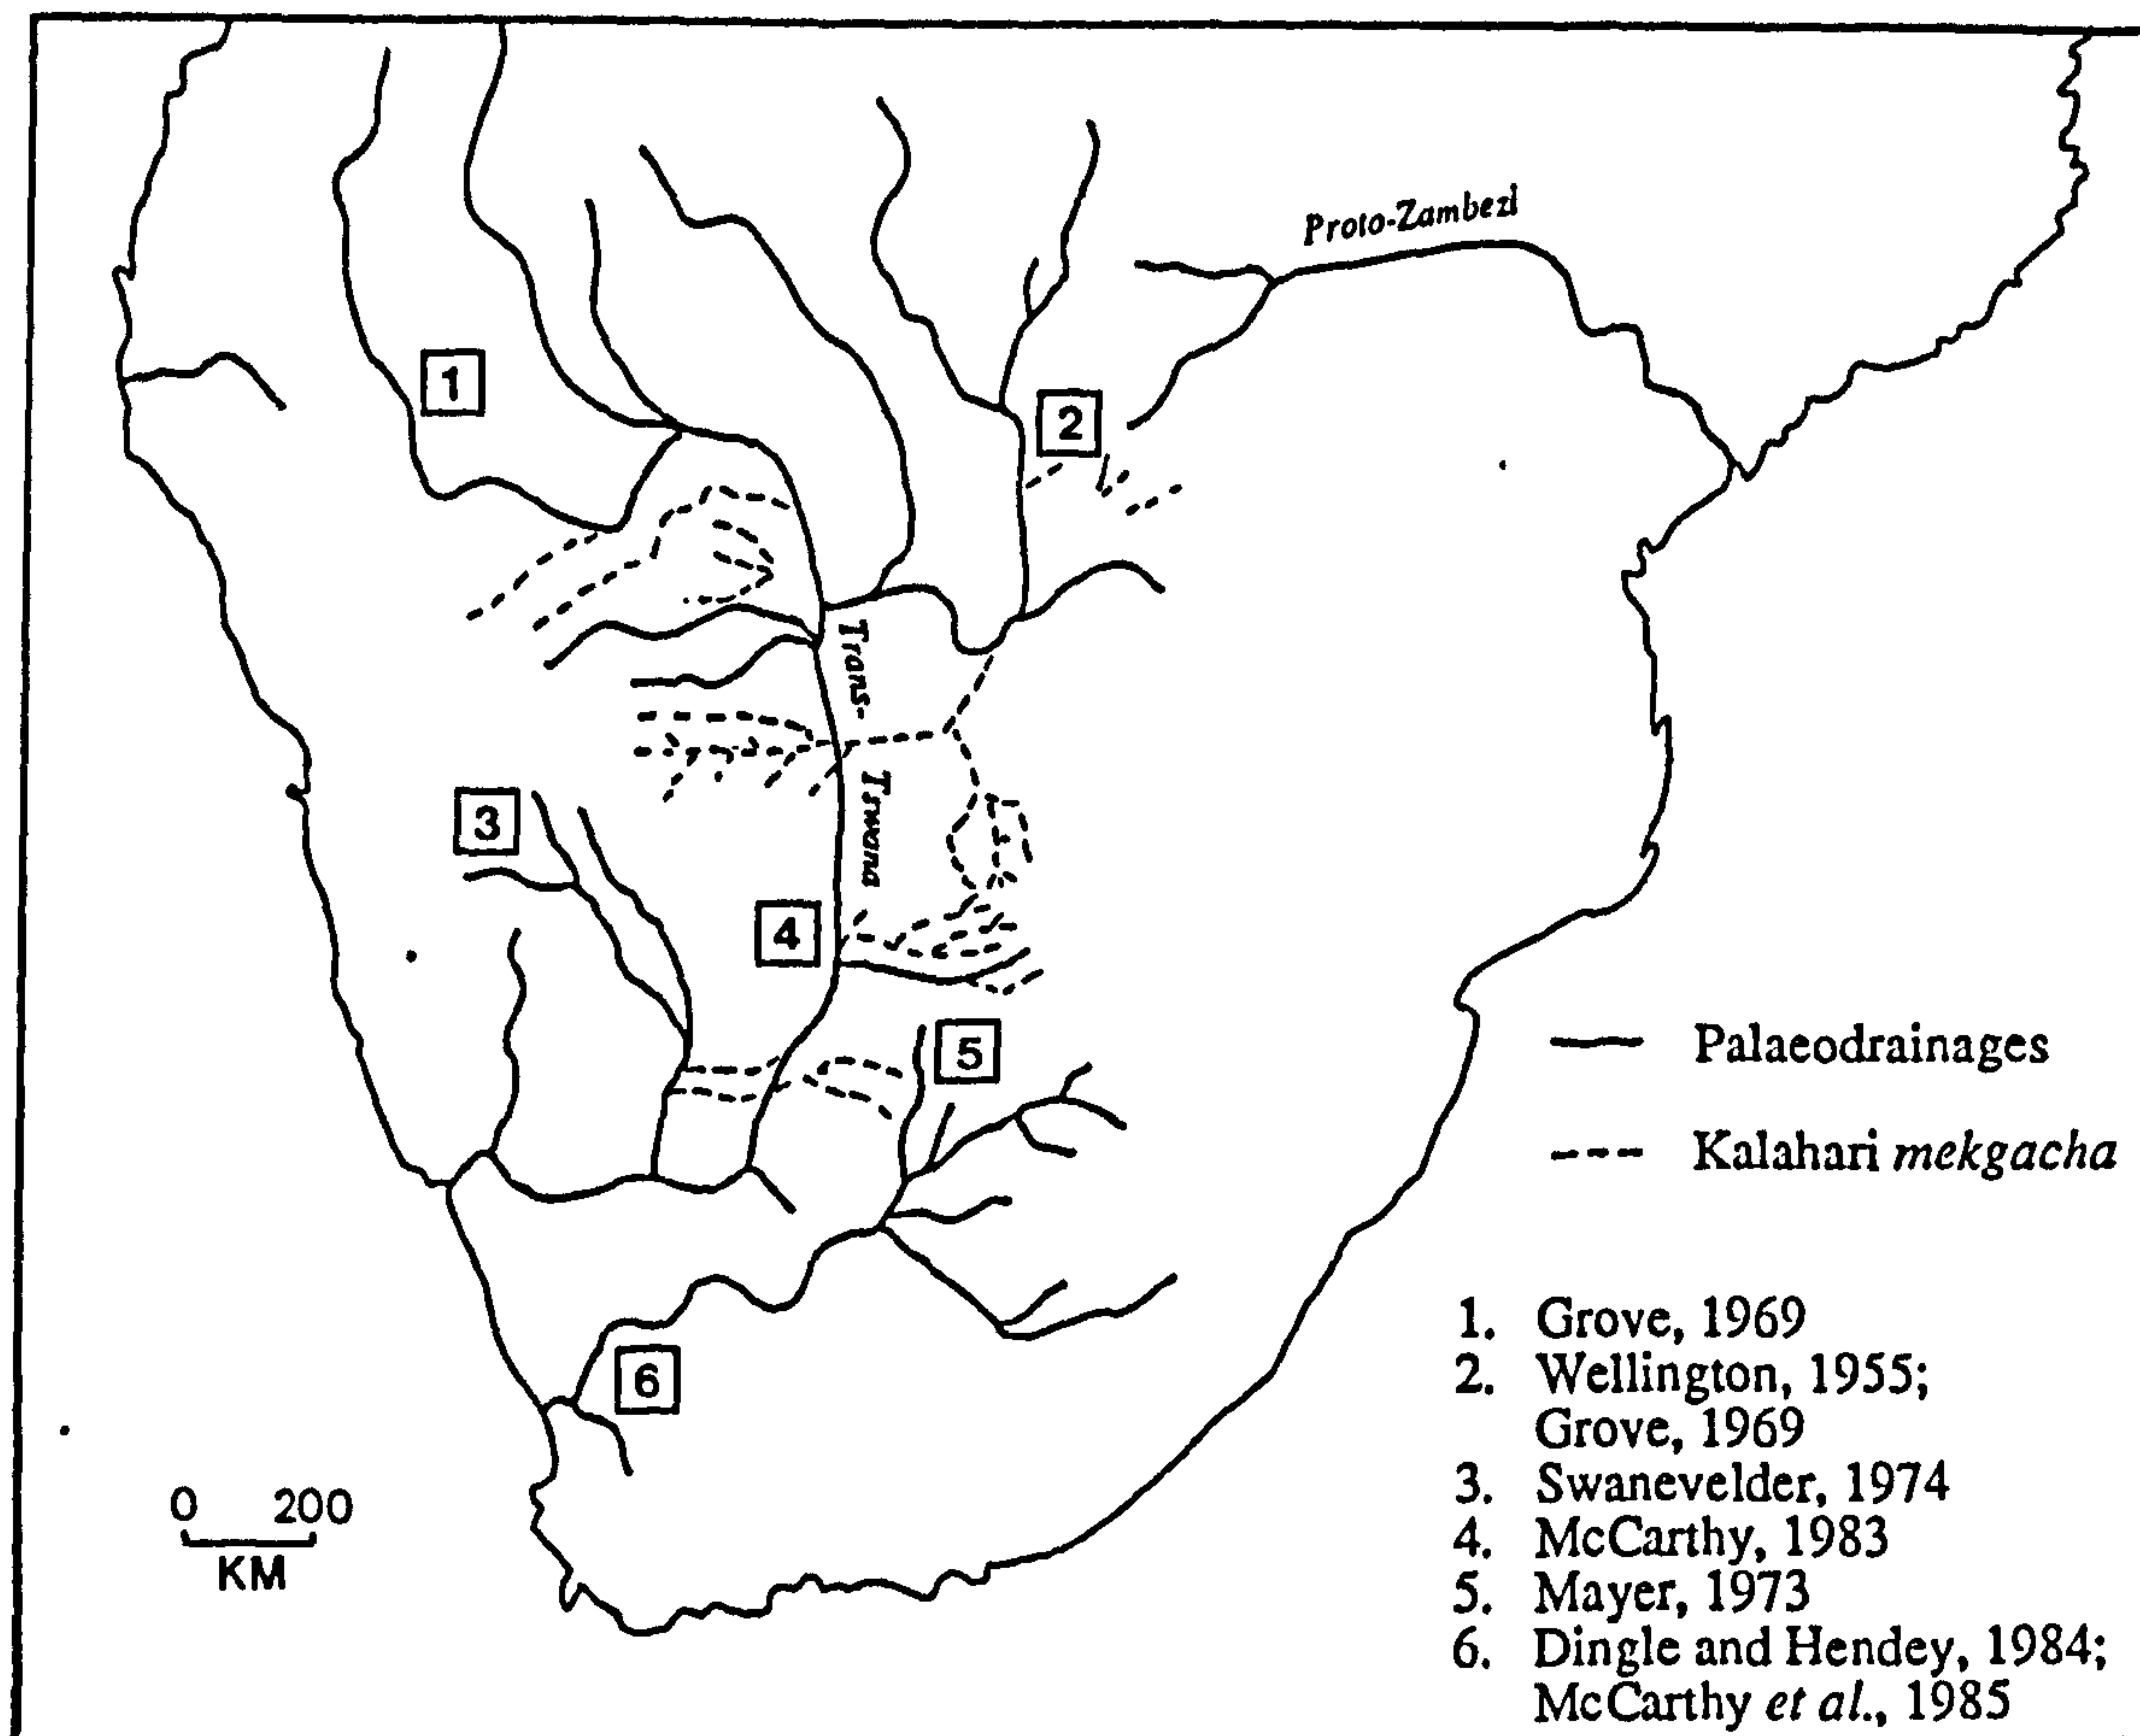 Proto-Zambezi
1
2
Trans-
Tswana
3
4
5
6
Palaeodrainages
Kalahari mekgacha
0 200
KM
1. Grove, 1969
2. Wellington, 1955;
Grove, 1969
3. Swanevelder, 1974
4. McCarthy, 1983
5. Mayer, 1973
6. Dingle and Hendey, 1984;
McCarthy et al., 1985